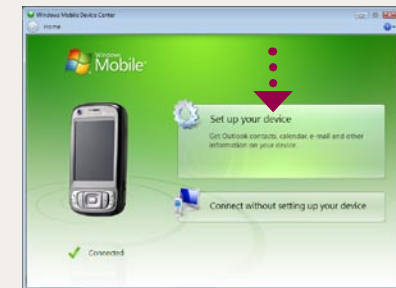 Windows Mobile Device Center
Home
Windows
Mobile
Set up your device
Get Outlook contacts, calendar, e-mail and other
information on your device.
Connect without setting up your device
Connected